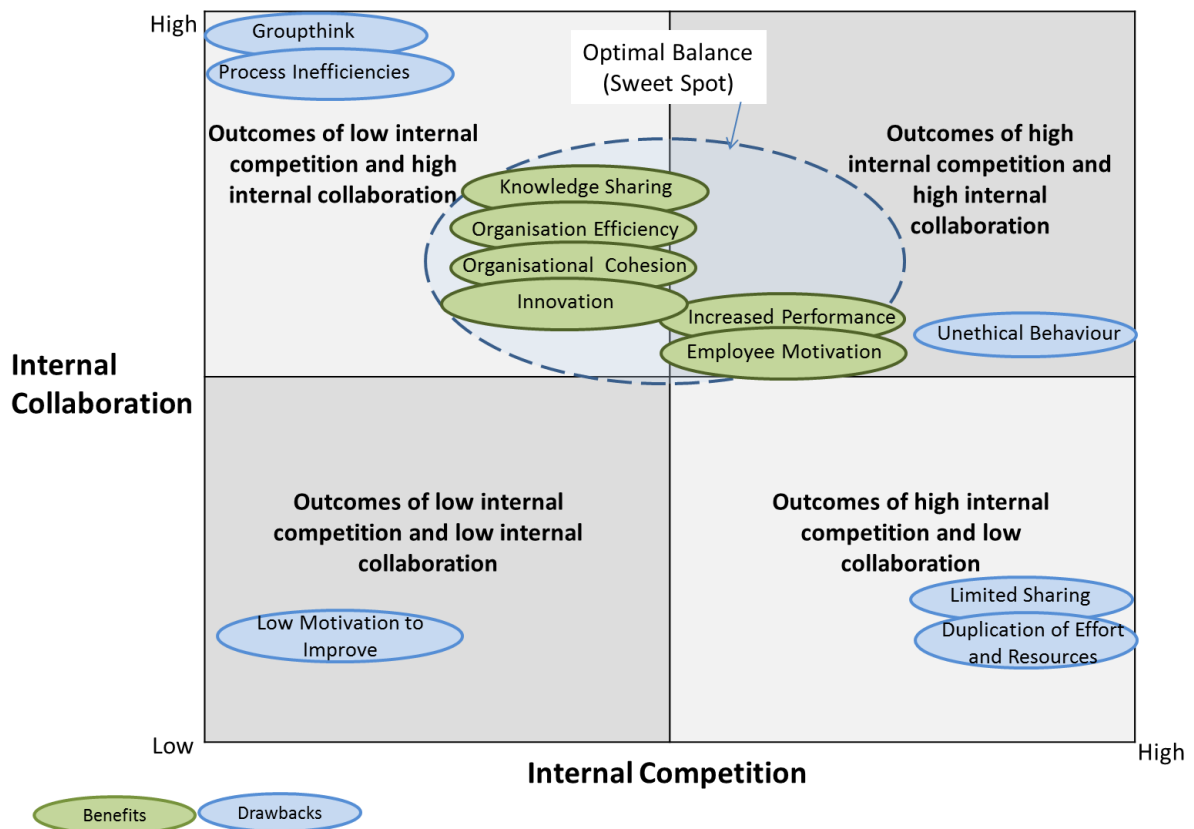 High
Groupthink
Process Inefficiencies
Optimal Balance
(Sweet Spot)
Outcomes of low internal
competition and high
internal collaboration
Outcomes of high
internal competition and
high internal
collaboration
Knowledge Sharing
Organisation Efficiency
Organisational Cohesion
Innovation
Increased Performance
Employee Motivation
Unethical Behaviour
Internal
Collaboration
Outcomes of low internal
competition and low internal
collaboration
Outcomes of high internal
competition and low
collaboration
Low Motivation to
Improve
Limited Sharing
Duplication of Effort
and Resources
Low
High
Internal Competition
Benefits
Drawbacks